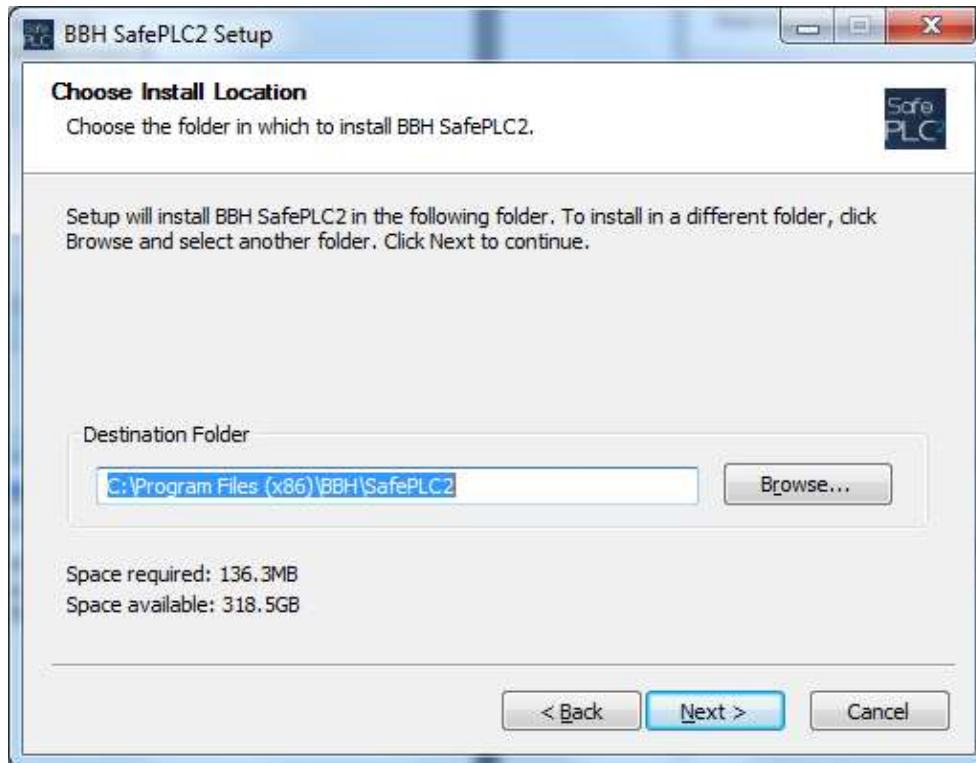 Safe
PLC
BBH SafePLC2 Setup
Choose Install Location
Choose the folder in which to install BBH SafePLC2.
Safe
PLC2
Setup will install BBH SafePLC2 in the following folder. To install in a different folder, click
Browse and select another folder. Click Next to continue.
Destination Folder
C:\Program Files (x86)\BBH\SafePLC2
Browse...
Space required: 136.3MB
Space available: 318.5GB
< Back
Next >
Cancel